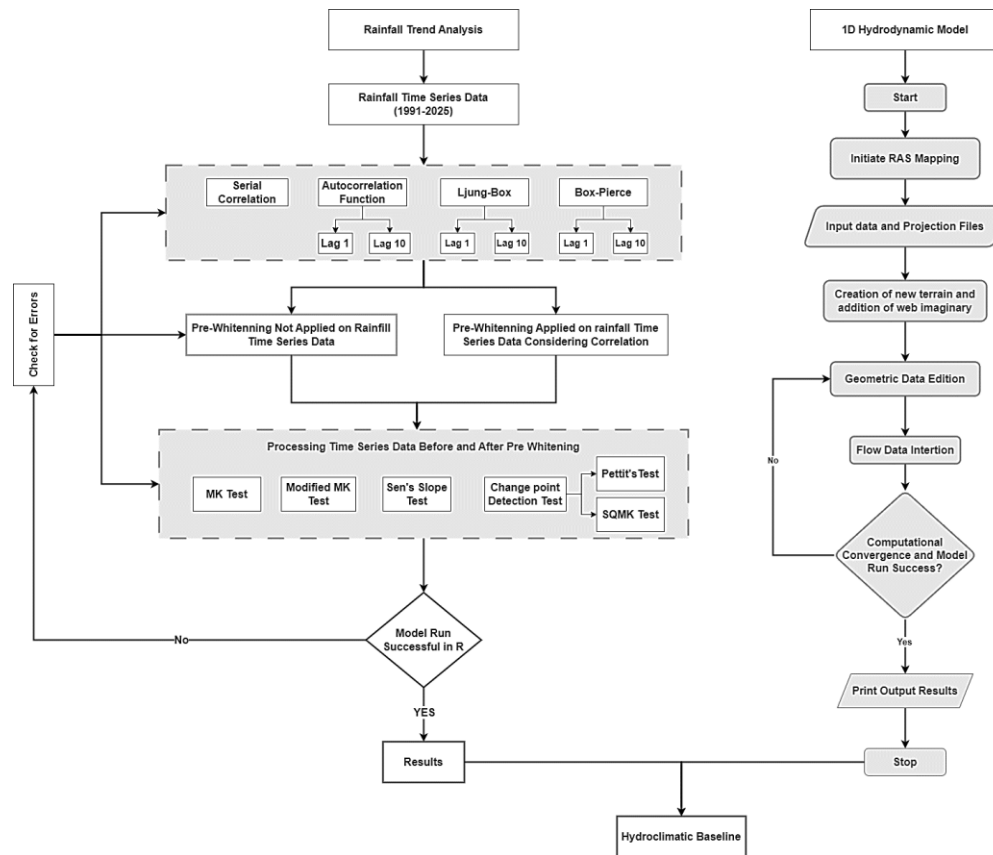 Rainfall Trend Analysis
Rainfall Time Series Data
(1991-2025)
Serial
Correlation
Autocorrelation
Function
Ljung-Box
Box-Pierce
Lag 1
Lag 10
Lag 1
Lag 10
Lag 1
Lag 10
Check for Errors
Pre-Whitenning Not Applied on Rainfill
Time Series Data
Pre-Whitenning Applied on rainfall Time
Series Data Considering Correlation
Processing Time Series Data Before and After Pre Whitening
MK Test
Modified MK
Test
Sen's Slope
Test
Change point
Detection Test
Pettit'sTest
SQMK Test
Model Run
Successful in R
No
YES
Results
1D Hydrodynamic Model
Start
Initiate RAS Mapping
Input data and Projection Files
Creation of new terrain and
addition of web imaginary
Geometric Data Edition
Flow Data Intertion
No
Computational
Convergence and Model
Run Success?
Yes
Print Output Results
Stop
Hydroclimatic Baseline